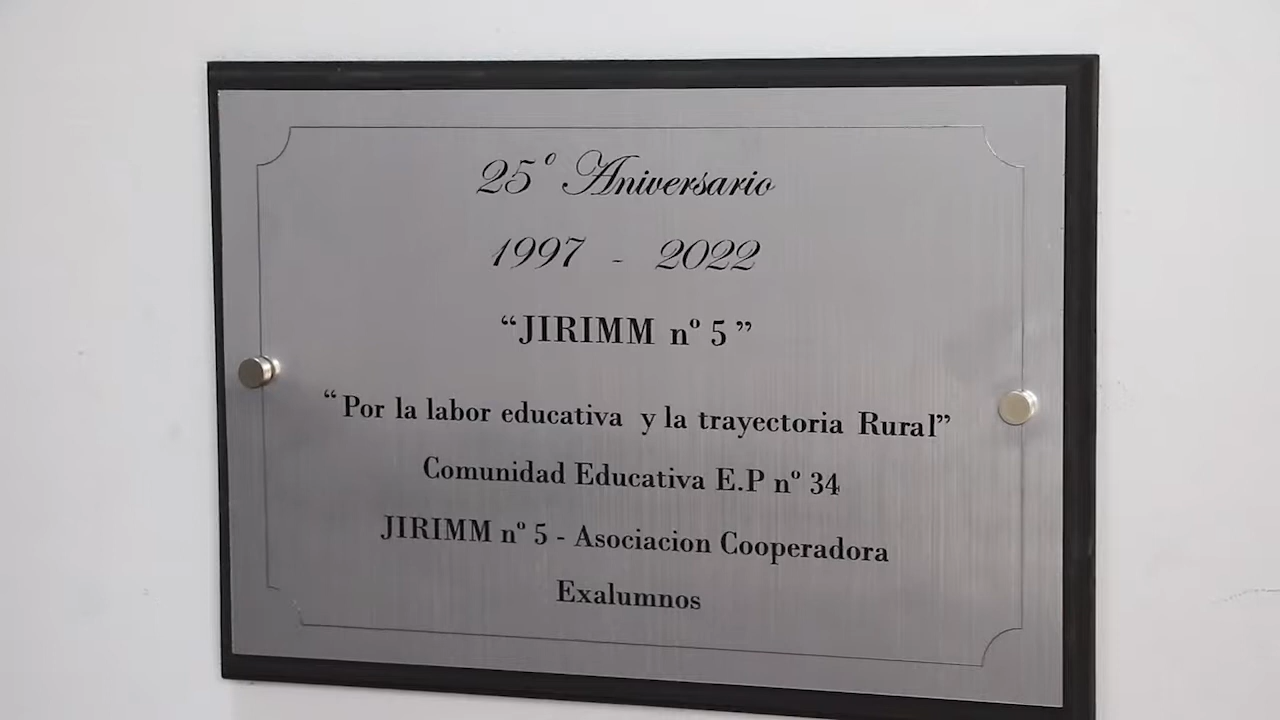 25º Aniversario
1997 - 2022
“JIRIMM nº 5”
“Por la labor educativa y la trayectoria Rural”
Comunidad Educativa E.P nº 34
JIRIMM nº 5 - Asociacion Cooperadora
Exalumnos